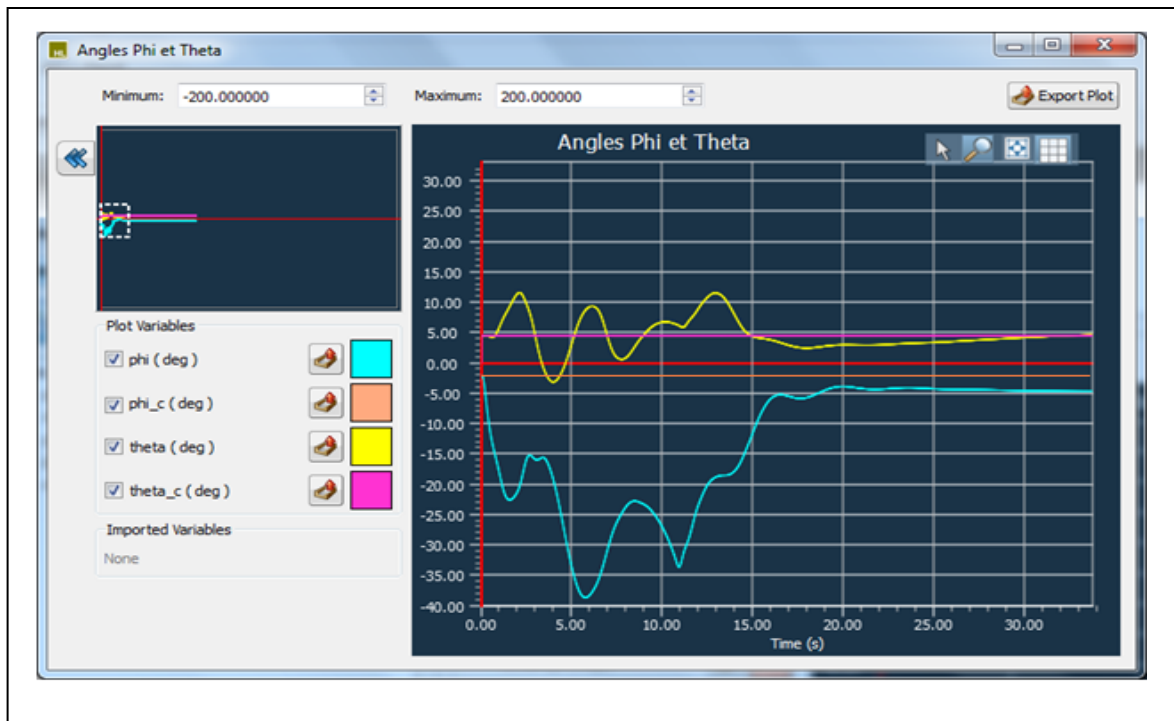 HIL Angles Phi et Theta
Minimum: -200.000000 Maximum: 200.000000 Export Plot
Angles Phi et Theta
30.00
25.00
20.00
15.00
10.00
5.00
0.00
-5.00
-10.00
-15.00
-20.00
-25.00
-30.00
-35.00
-40.00
0.00 5.00 10.00 15.00 20.00 25.00 30.00
Time (s)
Plot Variables
phi ( deg )
phi_c ( deg )
theta ( deg )
theta_c ( deg )
Imported Variables
None